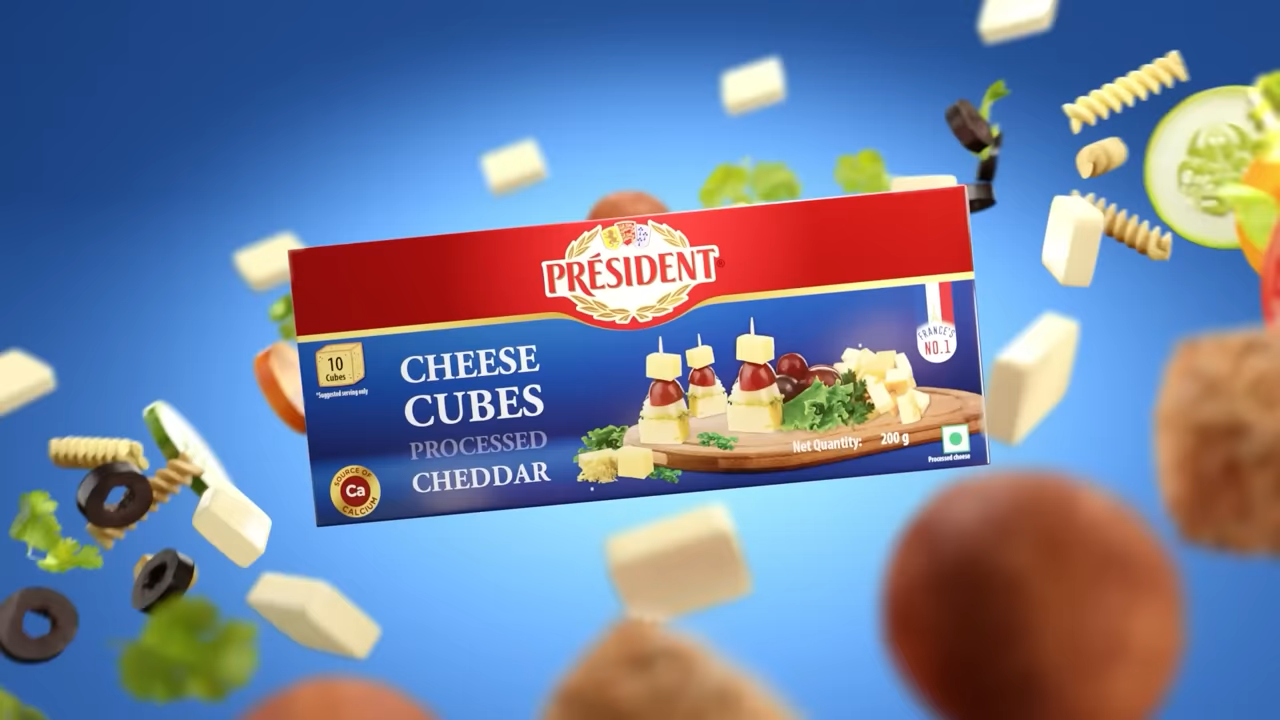 PRÉSIDENT®
FRANCE'S
NO.1
10
Cubes
*Suggested serving only
CHEESE
CUBES
PROCESSED
CHEDDAR
SOURCE OF
Ca
CALCIUM
Net Quantity: 200 g
Processed cheese